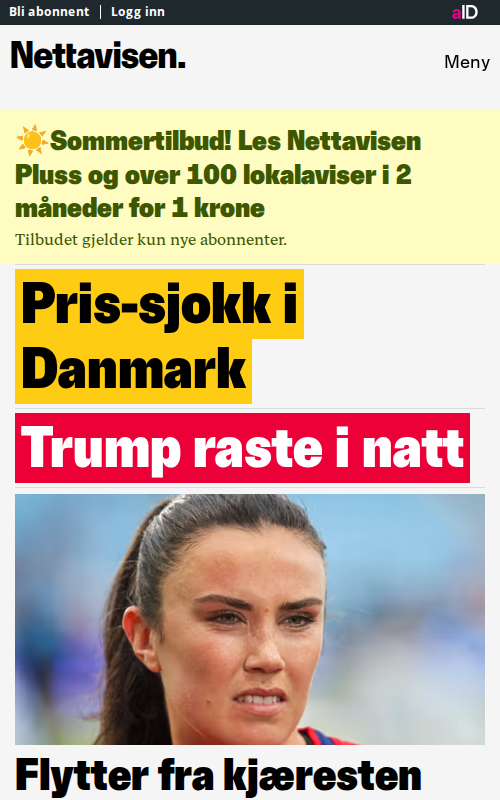 Bli abonnent | Logg inn
aID
Nettavisen.
Meny
☀️Sommertilbud! Les Nettavisen
Pluss og over 100 lokalaviser i 2
måneder for 1 krone
Tilbudet gjelder kun nye abonnenter.
Pris-sjokk i
Danmark
Trump raste i natt
Flytter fra kjæresten